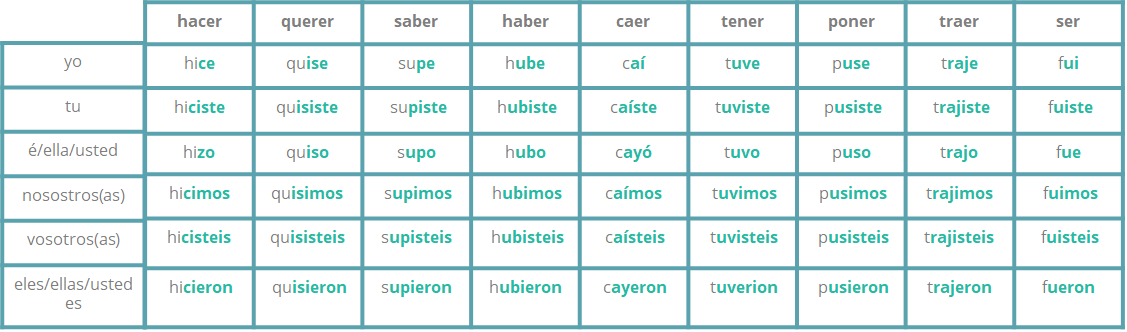 hacer querer saber haber caer tener poner traer ser
yo hice quise supe hube caí tuve puse traje fui
tu hiciste quisiste supiste hubiste caíste tuviste pusiste trajiste fuiste
é/ella/usted hizo quiso supo hubo cayó tuvo puso trajo fue
nosostros(as) hicimos quisimos supimos hubimos caímos tuvimos pusimos trajimos fuimos
vosotros(as) hicisteis quisisteis supisteis hubisteis caísteis tuvisteis pusisteis trajisteis fuisteis
eles/ellas/usted hicieron quisieron supieron hubieron cayeron tuverion pusieron trajeron fueron
es